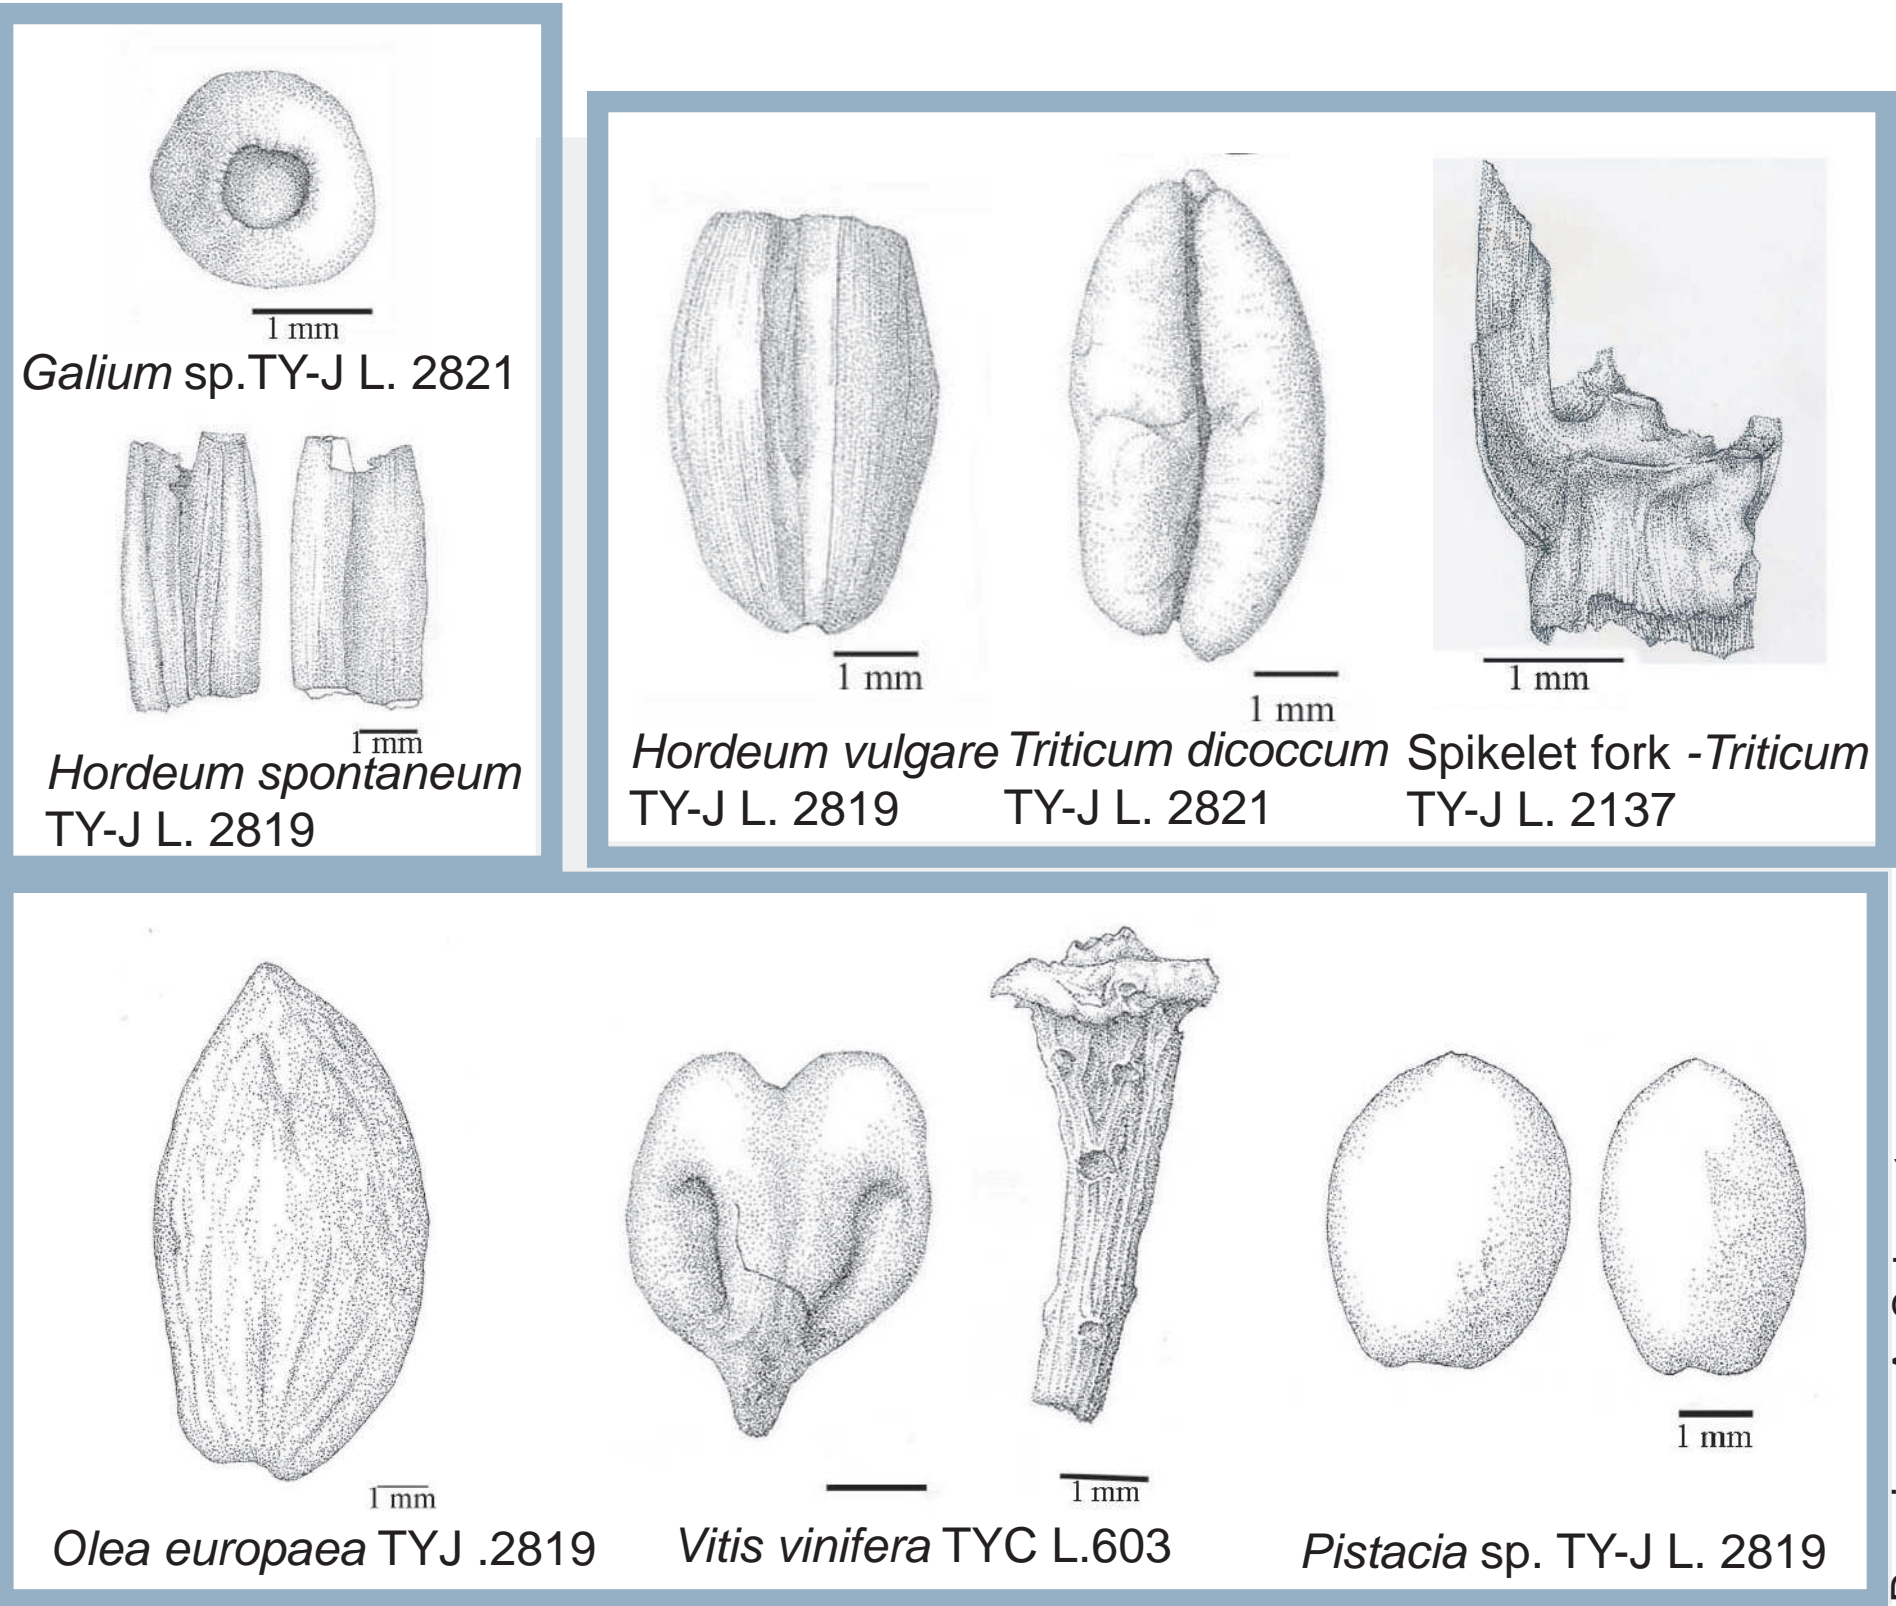 1 mm
Galium sp.TY-J L. 2821
1 mm
Hordeum spontaneum
TY-J L. 2819
1 mm
Hordeum vulgare
TY-J L. 2819
1 mm
Triticum dicoccum
TY-J L. 2821
1 mm
Spikelet fork -Triticum
TY-J L. 2137
1 mm
Olea europaea TYJ .2819
1 mm
Vitis vinifera TYC L.603
1 mm
Pistacia sp. TY-J L. 2819